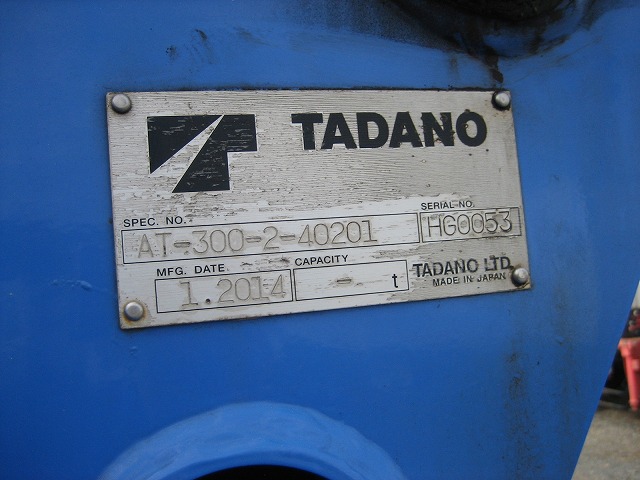 TADANO
SPEC. NO. SERIAL-NO.
AT-300-2-40201 HG0053
MFG. DATE CAPACITY
1.2014 - t TADANO LTD.
MADE IN JAPAN